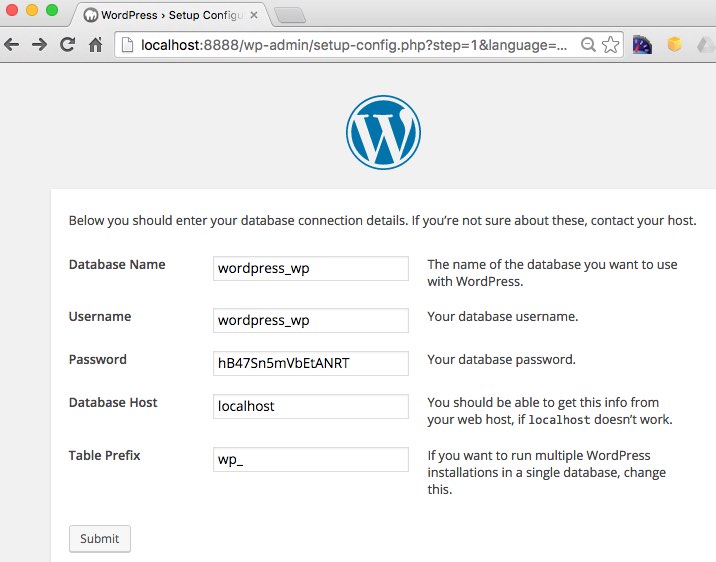 WordPress › Setup Configu
localhost:8888/wp-admin/setup-config.php?step=1&language=...
Below you should enter your database connection details. If you’re not sure about these, contact your host.
Database Name
wordpress_wp
The name of the database you want to use
with WordPress.
Username
wordpress_wp
Your database username.
Password
hB47Sn5mVbEtANRT
Your database password.
Database Host
localhost
You should be able to get this info from
your web host, if localhost doesn’t work.
Table Prefix
wp_
If you want to run multiple WordPress
installations in a single database, change
this.
Submit